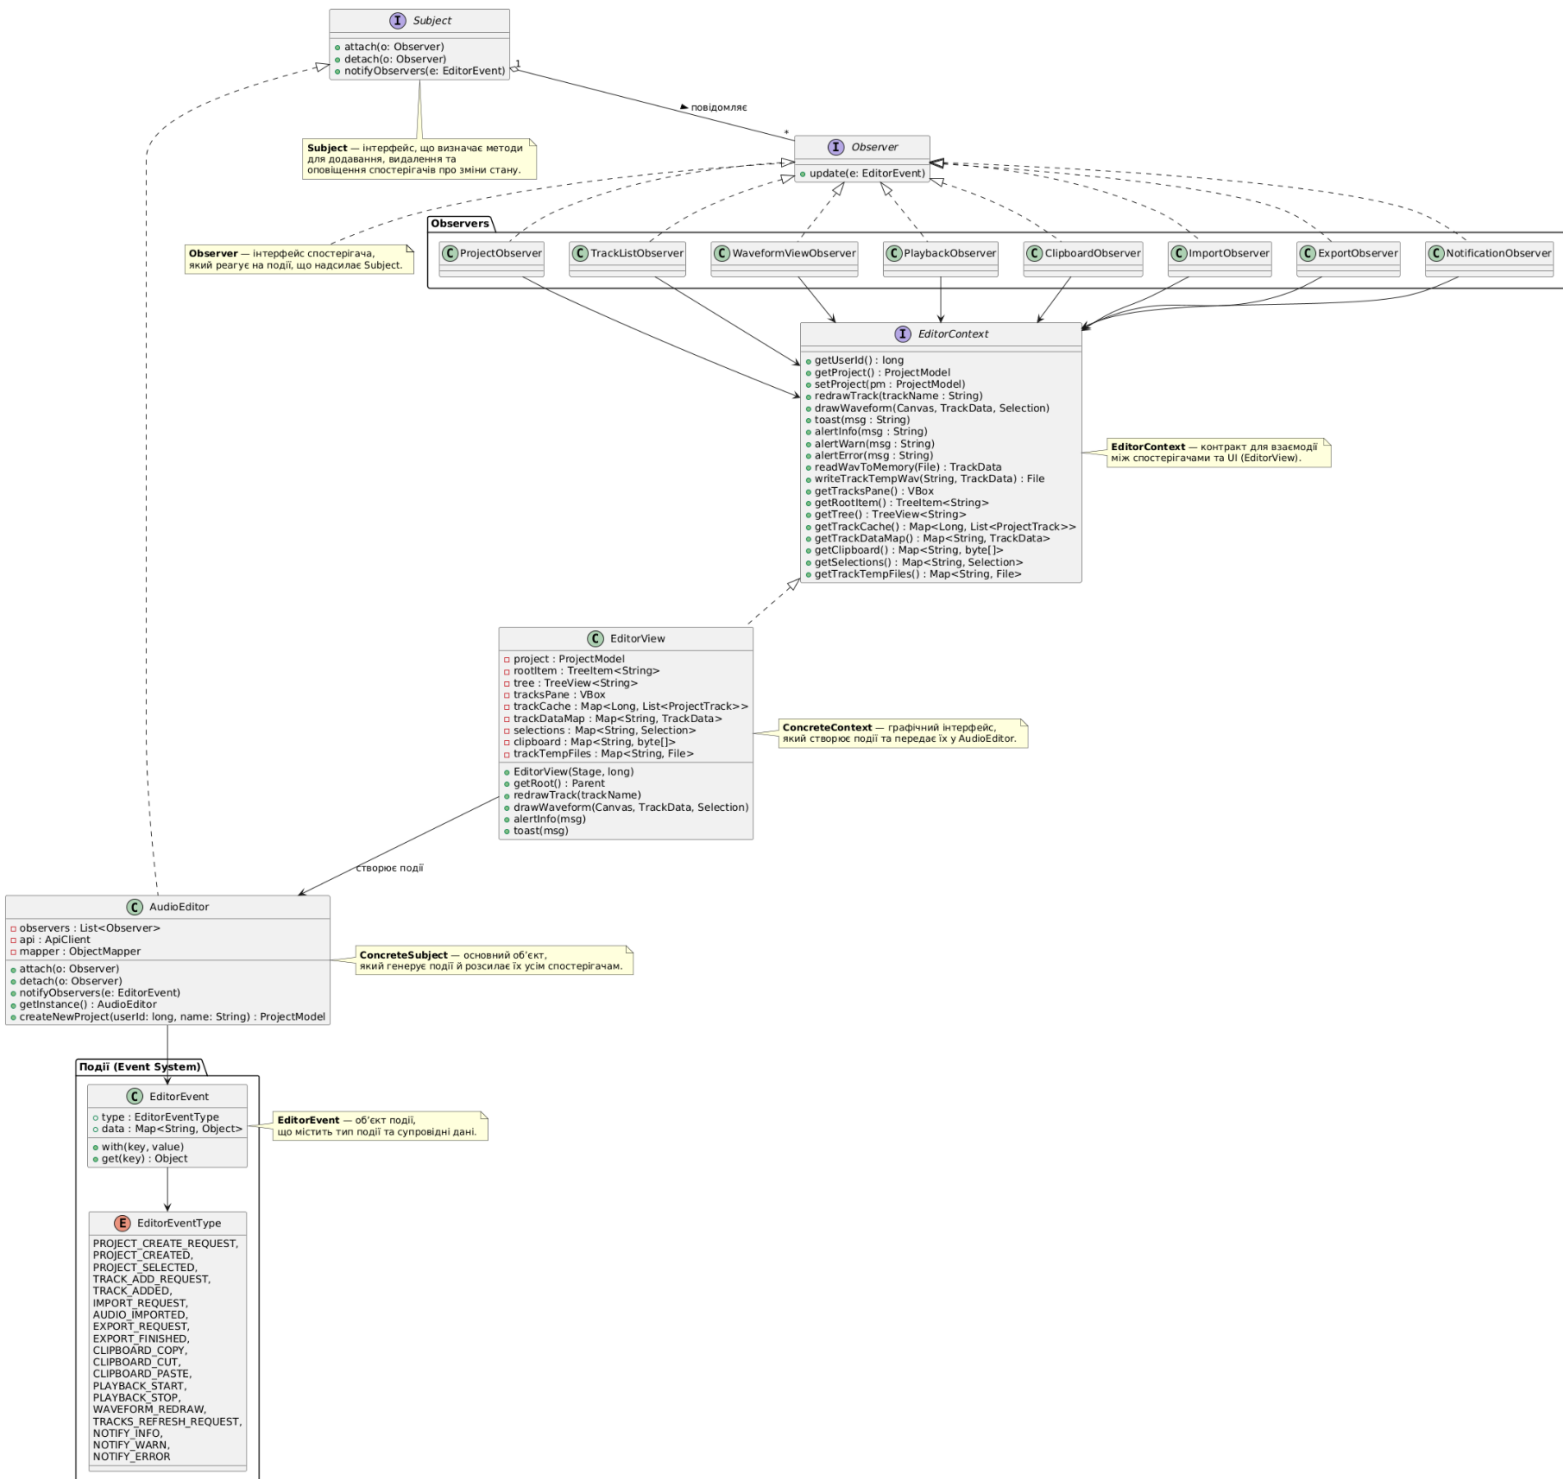 Subject
attach(o: Observer)
detach(o: Observer)
notifyObservers(e: EditorEvent)
1
повідомляє
*
Subject — інтерфейс, що визначає методи
для додавання, видалення та
оповіщення спостерігачів про зміни стану.
Observer
update(e: EditorEvent)
Observers
Observer — інтерфейс спостерігача,
який реагує на події, що надсилає Subject.
ProjectObserver
TrackListObserver
WaveformViewObserver
PlaybackObserver
ClipboardObserver
ImportObserver
ExportObserver
NotificationObserver
EditorContext
getUserId() : long
getProject() : ProjectModel
setProject(pm : ProjectModel)
redrawTrack(trackName : String)
drawWaveform(Canvas, TrackData, Selection)
toast(msg : String)
alertInfo(msg : String)
alertWarn(msg : String)
alertError(msg : String)
readWavToMemory(File) : TrackData
writeTrackTempWav(String, TrackData) : File
getTracksPane() : VBox
getRootItem() : TreeItem<String>
getTree() : TreeView<String>
getTrackCache() : Map<Long, List<ProjectTrack>>
getTrackDataMap() : Map<String, TrackData>
getClipboard() : Map<String, byte[]>
getSelections() : Map<String, Selection>
getTrackTempFiles() : Map<String, File>
EditorContext — контракт для взаємодії
між спостерігачами та UI (EditorView).
EditorView
project : ProjectModel
rootItem : TreeItem<String>
tree : TreeView<String>
tracksPane : VBox
trackCache : Map<Long, List<ProjectTrack>>
trackDataMap : Map<String, TrackData>
selections : Map<String, Selection>
clipboard : Map<String, byte[]>
trackTempFiles : Map<String, File>
EditorView(Stage, long)
getRoot() : Parent
redrawTrack(trackName)
drawWaveform(Canvas, TrackData, Selection)
alertInfo(msg)
toast(msg)
ConcreteContext — графічний інтерфейс,
який створює події та передає їх у AudioEditor.
створює події
AudioEditor
observers : List<Observer>
api : ApiClient
mapper : ObjectMapper
attach(o: Observer)
detach(o: Observer)
notifyObservers(e: EditorEvent)
getInstance() : AudioEditor
createNewProject(userId: long, name: String) : ProjectModel
ConcreteSubject — основний об'єкт,
який генерує події й розсилає їх усім спостерігачам.
Події (Event System)
EditorEvent
type : EditorEventType
data : Map<String, Object>
with(key, value)
get(key) : Object
EditorEvent — об'єкт події,
що містить тип події та супровідні дані.
EditorEventType
PROJECT_CREATE_REQUEST,
PROJECT_CREATED,
PROJECT_SELECTED,
TRACK_ADD_REQUEST,
TRACK_ADDED,
IMPORT_REQUEST,
AUDIO_IMPORTED,
EXPORT_REQUEST,
EXPORT_FINISHED,
CLIPBOARD_COPY,
CLIPBOARD_CUT,
CLIPBOARD_PASTE,
PLAYBACK_START,
PLAYBACK_STOP,
WAVEFORM_REDRAW,
TRACKS_REFRESH_REQUEST,
NOTIFY_INFO,
NOTIFY_WARN,
NOTIFY_ERROR